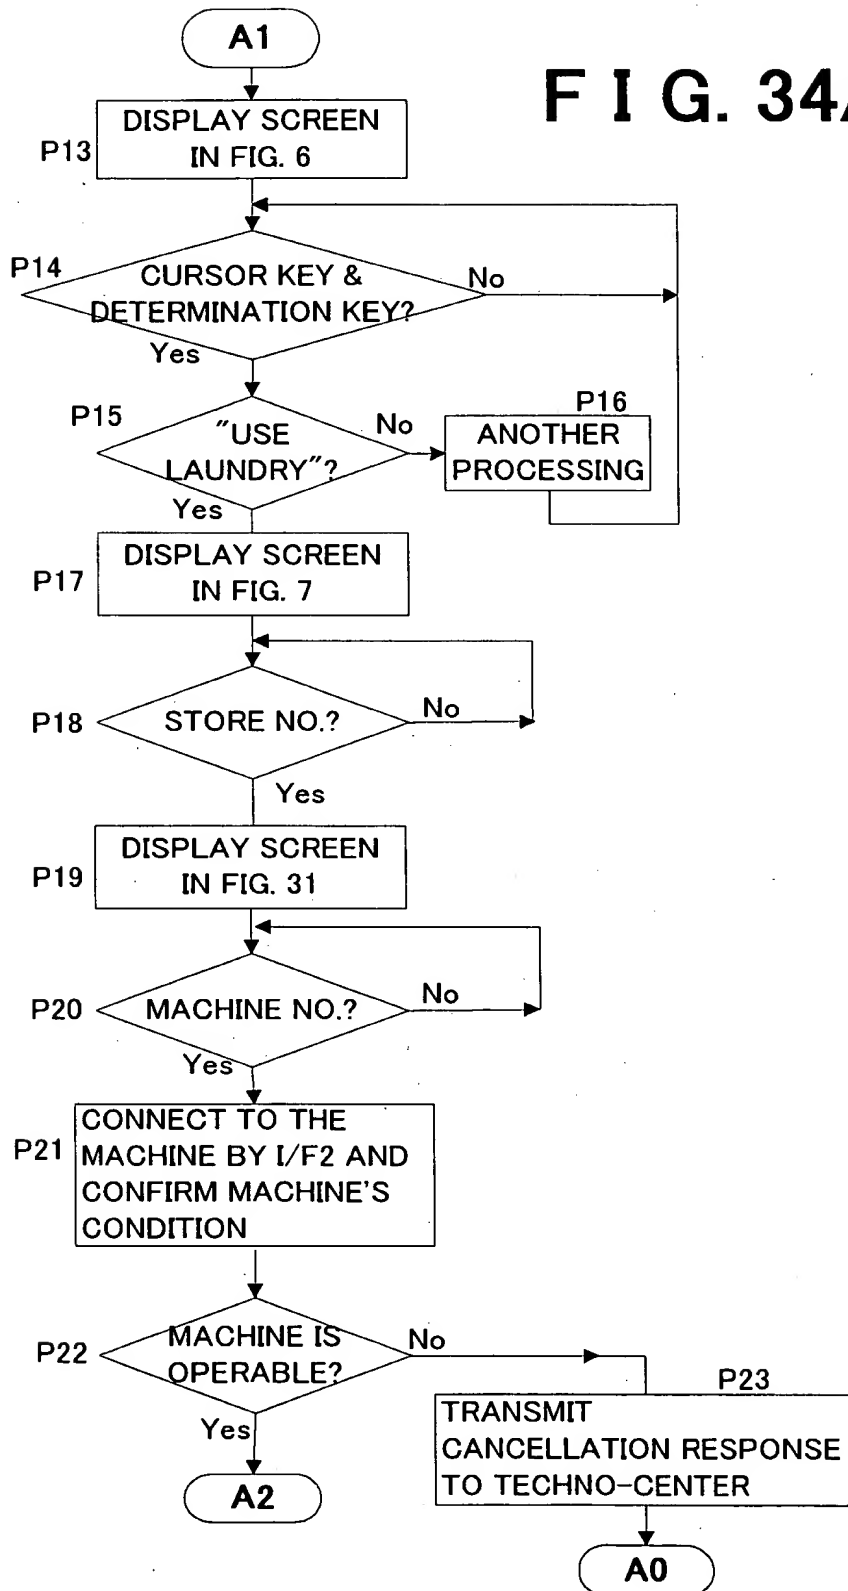 A1
F I G. 34A
P13
DISPLAY SCREEN
IN FIG. 6
P14
CURSOR KEY &
DETERMINATION KEY?
No
Yes
P15
"USE
LAUNDRY"?
No
Yes
P16
ANOTHER
PROCESSING
P17
DISPLAY SCREEN
IN FIG. 7
P18
STORE NO.?
No
Yes
P19
DISPLAY SCREEN
IN FIG. 31
P20
MACHINE NO.?
No
Yes
P21
CONNECT TO THE
MACHINE BY I/F2 AND
CONFIRM MACHINE'S
CONDITION
P22
MACHINE IS
OPERABLE?
No
Yes
P23
TRANSMIT
CANCELLATION RESPONSE
TO TECHNO-CENTER
A2
A0